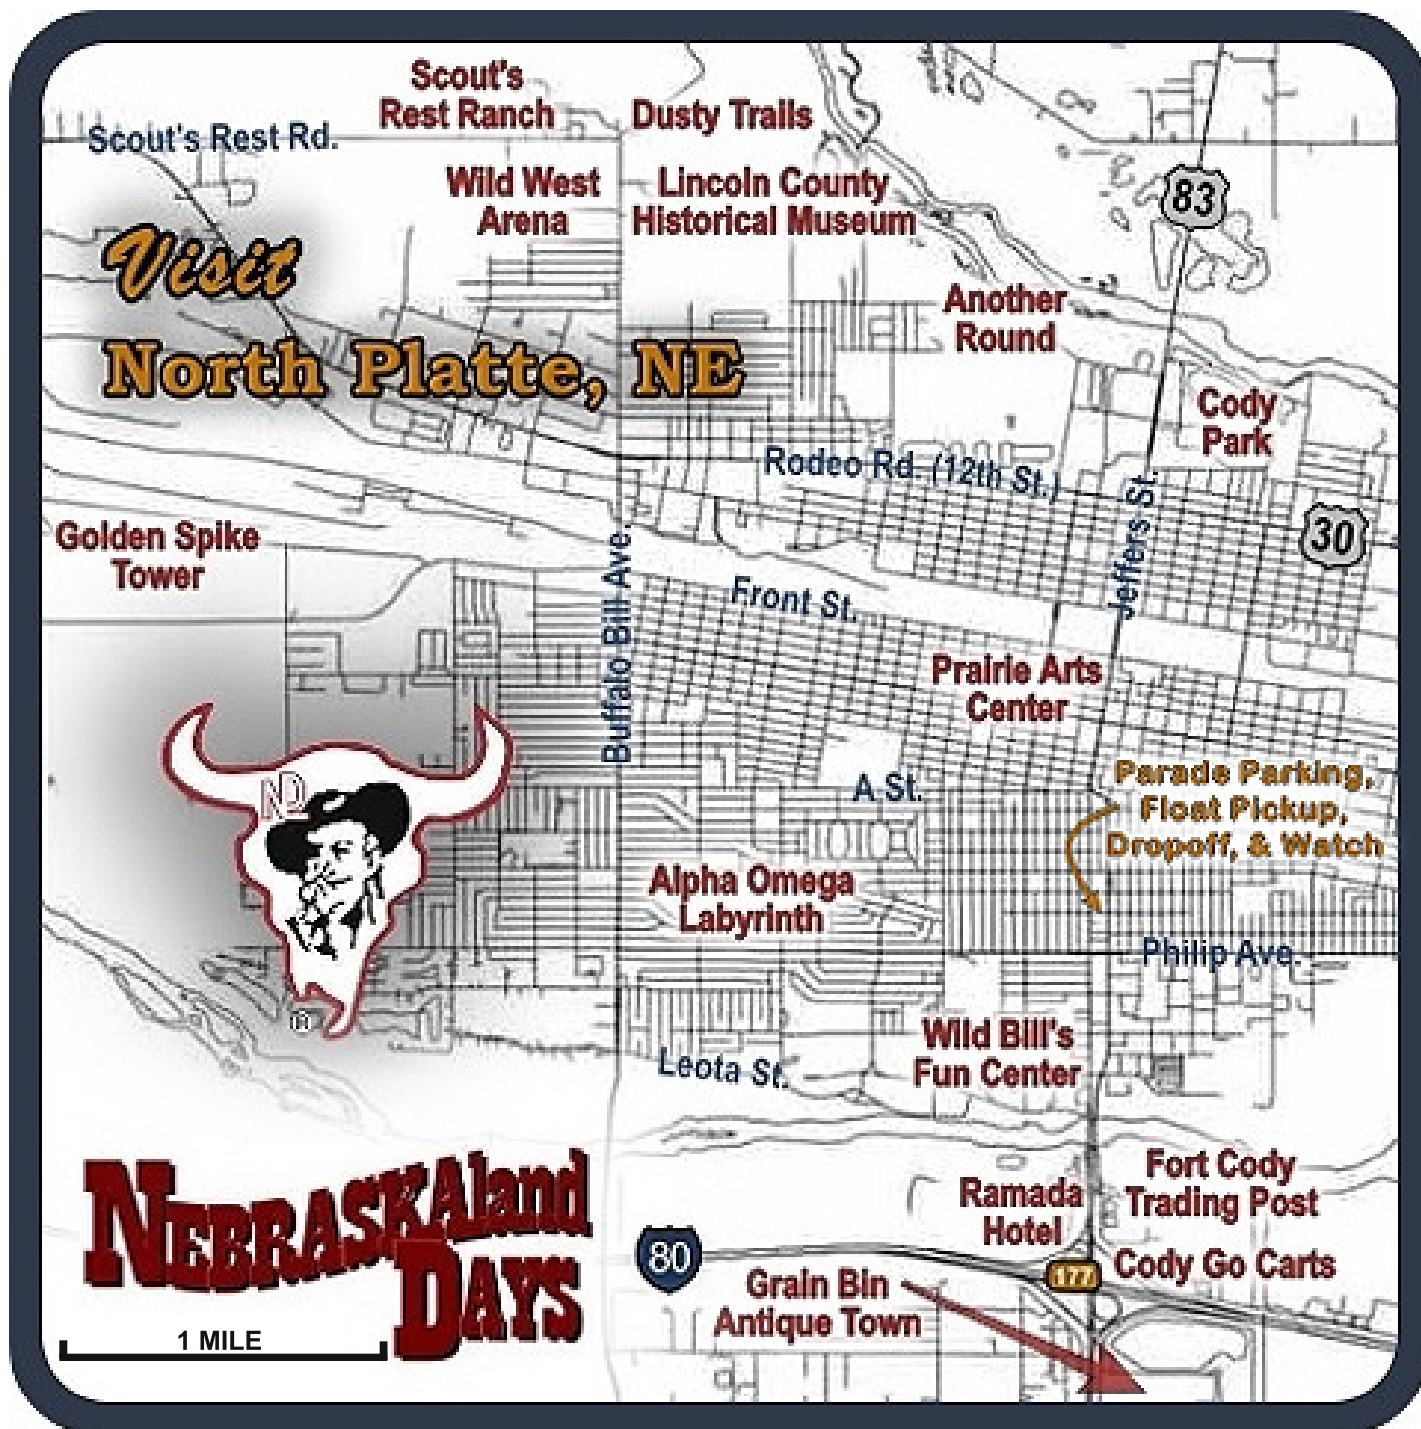 Scout's
Rest Ranch
Dusty Trails
Scout's Rest Rd.
Wild West
Arena
Lincoln County
Historical Museum
83
Visit
North Platte, NE
Another
Round
Cody
Park
Rodeo Rd. (12th St.)
Jeffers St.
30
Golden Spike
Tower
Buffalo Bill Ave.
Front St.
Prairie Arts
Center
A St.
Parade Parking,
Float Pickup,
Dropoff, & Watch
ND
Alpha Omega
Labyrinth
Philip Ave.
®
Wild Bill's
Fun Center
Leota St.
Fort Cody
Trading Post
Ramada
Hotel
NEBRASKAland
DAYS
80
177
Cody Go Carts
Grain Bin
Antique Town
1 MILE